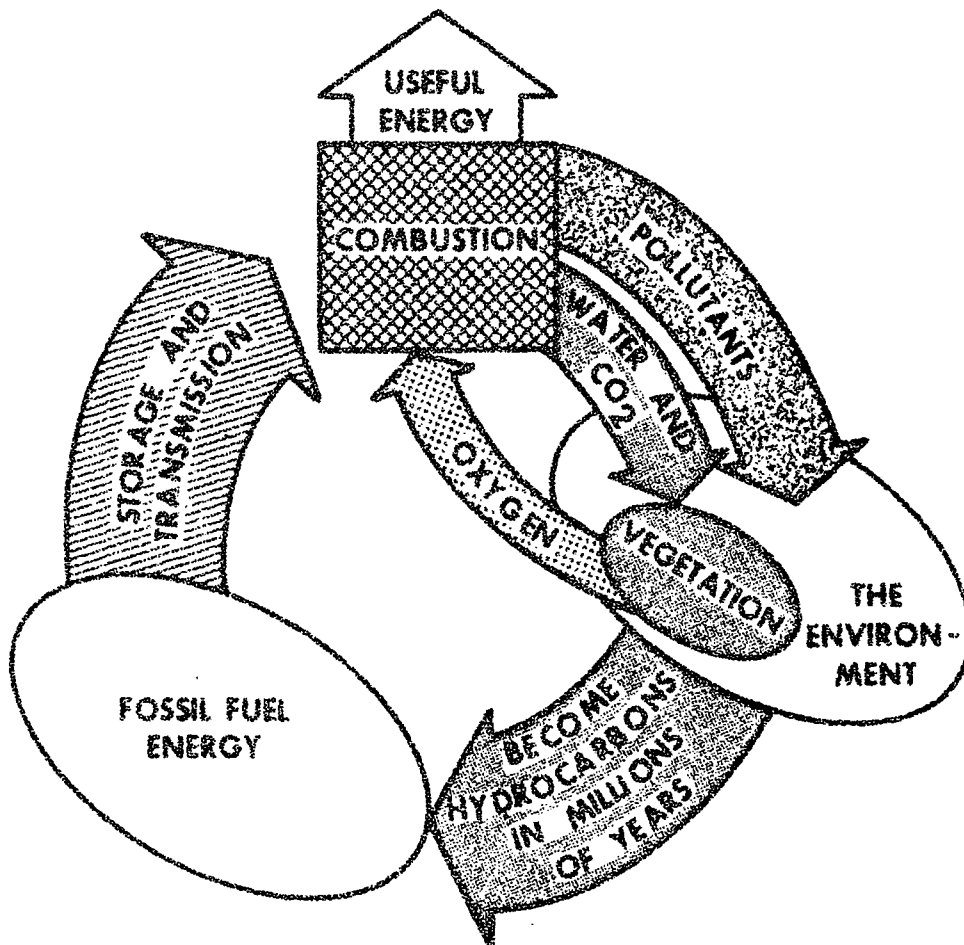 USEFUL
ENERGY
COMBUSTION
POLLUTANTS
WATER AND
CO2
STORAGE AND
TRANSMISSION
OXYGEN
VEGETATION
THE
ENVIRON-
MENT
FOSSIL FUEL
ENERGY
BECOME
HYDROCARBONS
IN MILLIONS
OF YEARS